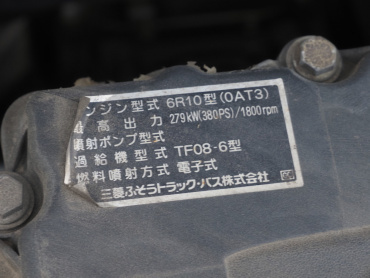 ンジン型式 6R10型(0AT3)
最高出力 279kW(380PS)/1800rpm
噴射ポンプ型式
過給機型式 TF08-6型
燃料噴射方式 電子式
三菱ふそうトラック・バス株式会社